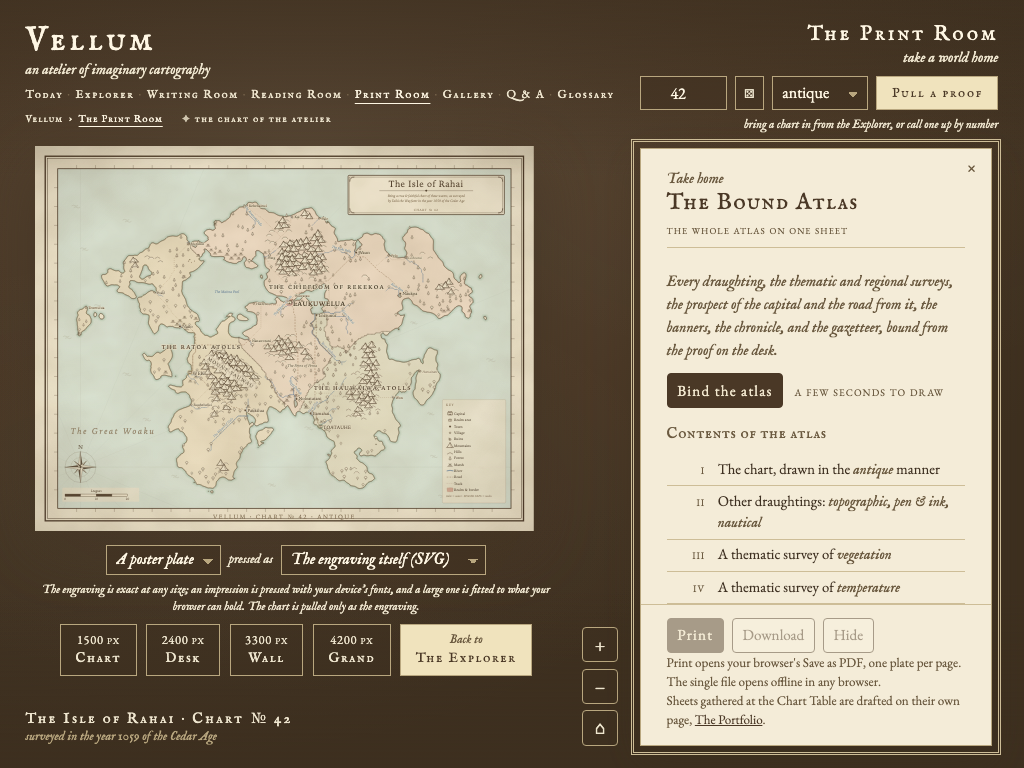 Vellum
an atelier of imaginary cartography
Today · Explorer · Writing Room · Reading Room · Print Room · Gallery · Q & A · Glossary
Vellum › The Print Room ✦ the chart of the atelier
The Print Room
take a world home
42 ⚄ antique Pull a proof
bring a chart in from the Explorer, or call one up by number
The Isle of Rahai
THE CHIEFDOM OF REKEKOA
LAUKUWELUA
THE RATOA ATOLLS
THE HAUWAIWA ATOLLS
The Great Woaku
N
KEY
Capital
Town
Village
Mountains
Hills
Forest
Marsh
River
Road
VELLUM · CHART № 42 · ANTIQUE
A poster plate pressed as The engraving itself (SVG)
The engraving is exact at any size; an impression is pressed with your device's fonts, and a large one is fitted to what your
browser can hold. The chart is pulled only as the engraving.
1500 px
Chart
2400 px
Desk
3300 px
Wall
4200 px
Grand
Back to
The Explorer
The Isle of Rahai · Chart № 42
surveyed in the year 1059 of the Cedar Age
+
−
⌂
×
Take home
The Bound Atlas
the whole atlas on one sheet
Every draughting, the thematic and regional surveys,
the prospect of the capital and the road from it, the
banners, the chronicle, and the gazetteer, bound from
the proof on the desk.
Bind the atlas a few seconds to draw
Contents of the atlas
I The chart, drawn in the antique manner
II Other draughtings: topographic, pen & ink,
nautical
III A thematic survey of vegetation
IV A thematic survey of temperature
Print Download Hide
Print opens your browser's Save as PDF, one plate per page.
The single file opens offline in any browser.
Sheets gathered at the Chart Table are drafted on their own
page, The Portfolio.